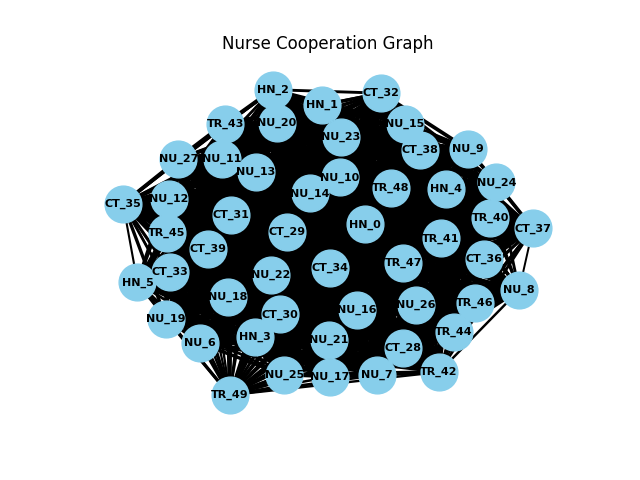 Nurse Cooperation Graph
HN_2
CT_32
HN_1
TR_43
NU_20
NU_15
NU_23
NU_9
CT_38
NU_27
NU_11
NU_13
NU_10
NU_24
TR_48
HN_4
NU_14
NU_12
CT_35
CT_31
TR_40
HN_0
CT_37
TR_45
CT_29
TR_41
CT_39
CT_36
TR_47
CT_34
CT_33
NU_22
HN_5
NU_8
NU_18
TR_46
NU_26
NU_16
CT_30
NU_19
TR_44
HN_3
NU_21
NU_6
CT_28
TR_42
NU_25
NU_17
NU_7
TR_49